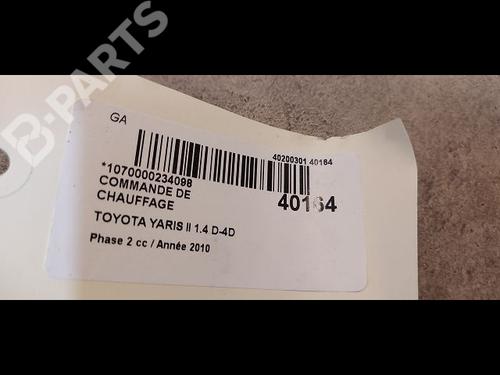 B-PARTS
GA
40200301 40164
*1070000234098
COMMANDE DE
CHAUFFAGE
40164
TOYOTA YARIS II 1.4 D-4D
Phase 2 cc / Année 2010